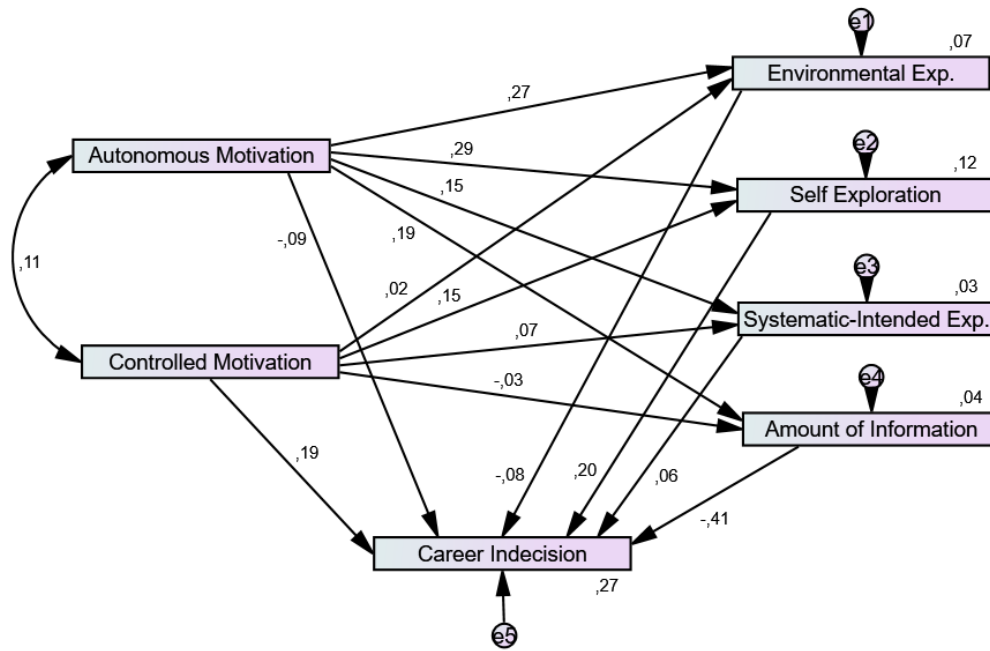 e1
,07
Environmental Exp.
,27
e2
,12
Autonomous Motivation
,29
Self Exploration
,15
,19
-,09
,11
e3
,03
,02
,15
Systematic-Intended Exp.
,07
Controlled Motivation
-,03
e4
,04
Amount of Information
,19
-,08
,20
,06
-,41
Career Indecision
,27
e5